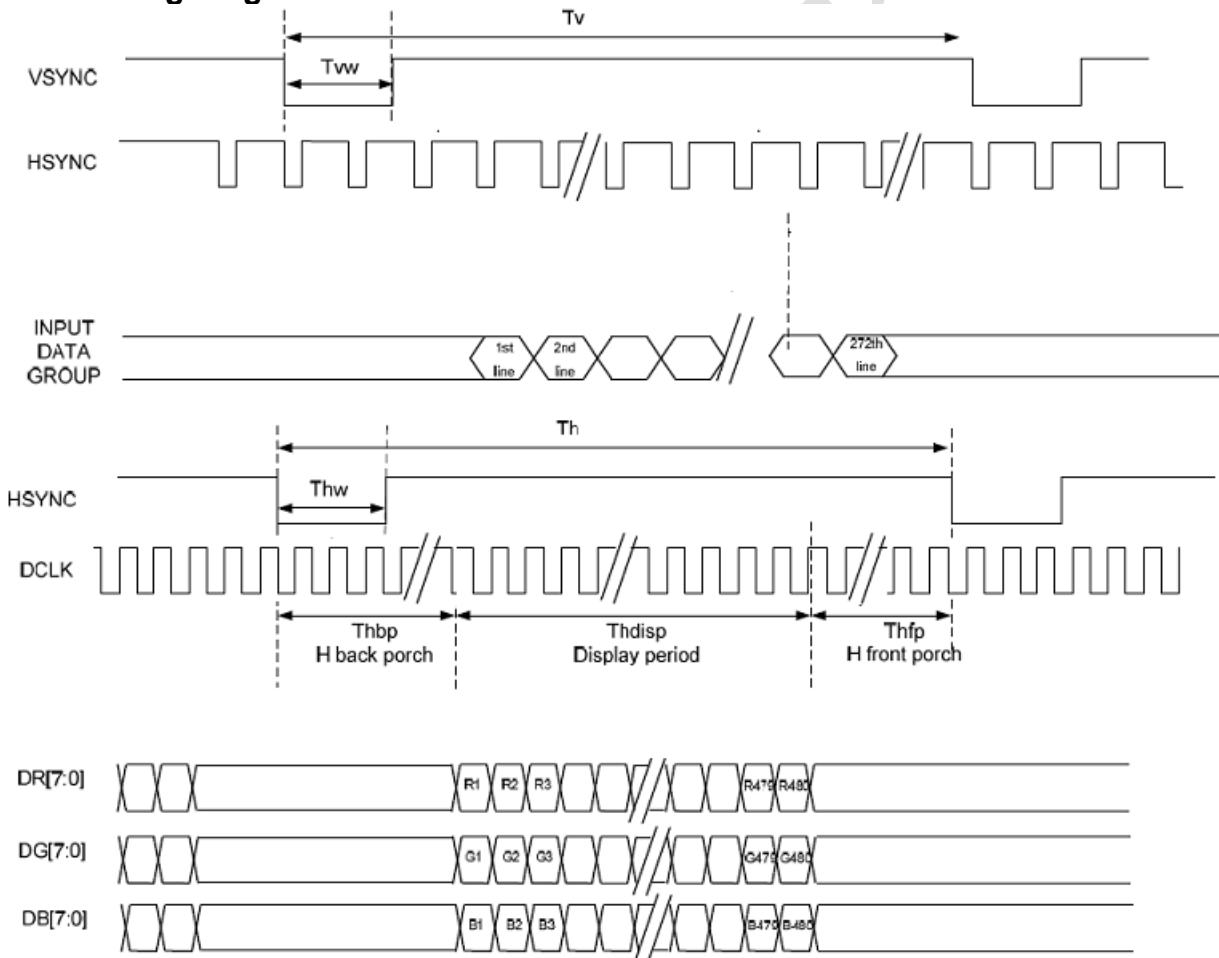 Tv
Tvw
VSYNC
HSYNC
INPUT
DATA
GROUP
1st
line
2nd
line
272th
line
Th
Thw
HSYNC
DCLK
Thbp
H back porch
Thdisp
Display period
Thfp
H front porch
DR[7:0]
R1 R2 R3 R479 R480
DG[7:0]
G1 G2 G3 G479 G480
DB[7:0]
B1 B2 B3 B479 B480